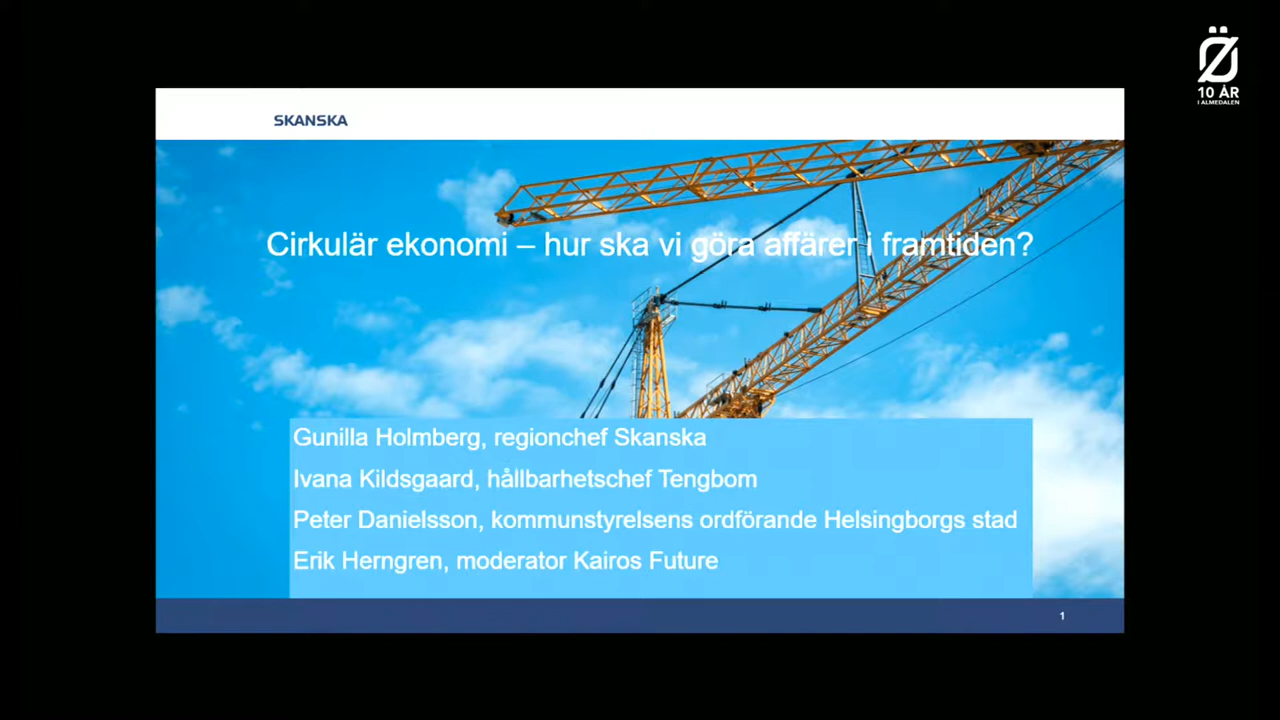 10 ÅR
I ALMEDALEN
SKANSKA
Cirkulär ekonomi – hur ska vi göra affärer i framtiden?
Gunilla Holmberg, regionchef Skanska
Ivana Kildsgaard, hållbarhetschef Tengbom
Peter Danielsson, kommunstyrelsens ordförande Helsingborgs stad
Erik Herngren, moderator Kairos Future
1